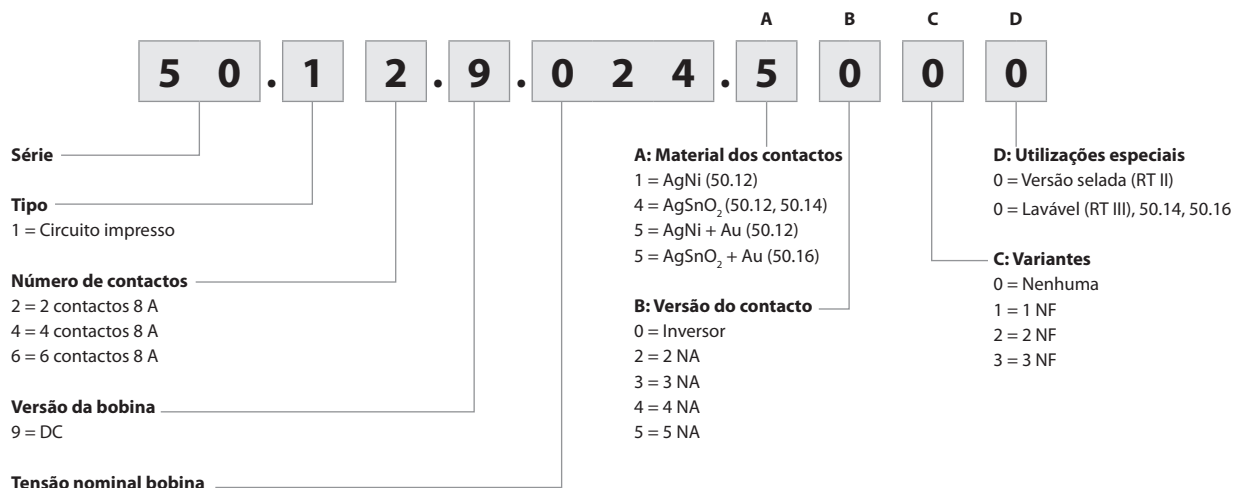 A B C D
5 0 . 1 2 . 9 . 0 2 4 . 5 0 0 0
Série
Tipo
1 = Circuito impresso
Número de contactos
2 = 2 contactos 8 A
4 = 4 contactos 8 A
6 = 6 contactos 8 A
Versão da bobina
9 = DC
Tensão nominal bobina
A: Material dos contactos
1 = AgNi (50.12)
4 = AgSnO₂ (50.12, 50.14)
5 = AgNi + Au (50.12)
5 = AgSnO₂ + Au (50.16)
B: Versão do contacto
0 = Inversor
2 = 2 NA
3 = 3 NA
4 = 4 NA
5 = 5 NA
D: Utilizações especiais
0 = Versão selada (RT II)
0 = Lavável (RT III), 50.14, 50.16
C: Variantes
0 = Nenhuma
1 = 1 NF
2 = 2 NF
3 = 3 NF